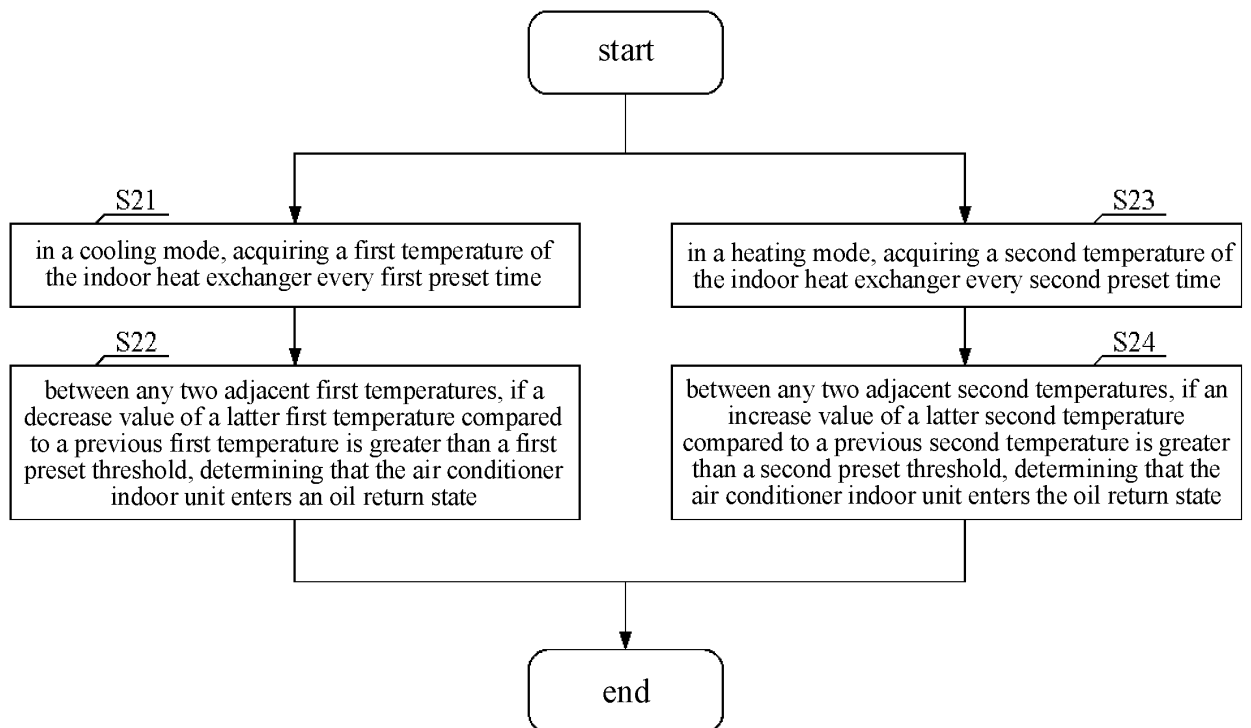 start
S21
in a cooling mode, acquiring a first temperature of
the indoor heat exchanger every first preset time
S22
between any two adjacent first temperatures, if a
decrease value of a latter first temperature compared
to a previous first temperature is greater than a first
preset threshold, determining that the air conditioner
indoor unit enters an oil return state
S23
in a heating mode, acquiring a second temperature of
the indoor heat exchanger every second preset time
S24
between any two adjacent second temperatures, if an
increase value of a latter second temperature
compared to a previous second temperature is greater
than a second preset threshold, determining that the
air conditioner indoor unit enters the oil return state
end